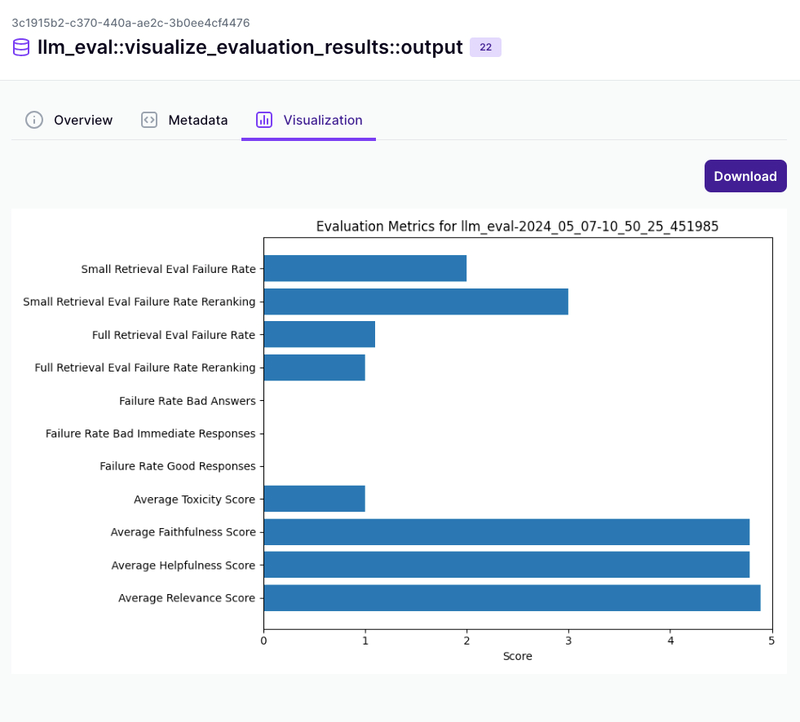 3c1915b2-c370-440a-ae2c-3b0ee4cf4476
llm_eval::visualize_evaluation_results::output 22
Overview Metadata Visualization
Download
Evaluation Metrics for llm_eval-2024_05_07-10_50_25_451985
Small Retrieval Eval Failure Rate
Small Retrieval Eval Failure Rate Reranking
Full Retrieval Eval Failure Rate
Full Retrieval Eval Failure Rate Reranking
Failure Rate Bad Answers
Failure Rate Bad Immediate Responses
Failure Rate Good Responses
Average Toxicity Score
Average Faithfulness Score
Average Helpfulness Score
Average Relevance Score
0 1 2 3 4 5
Score